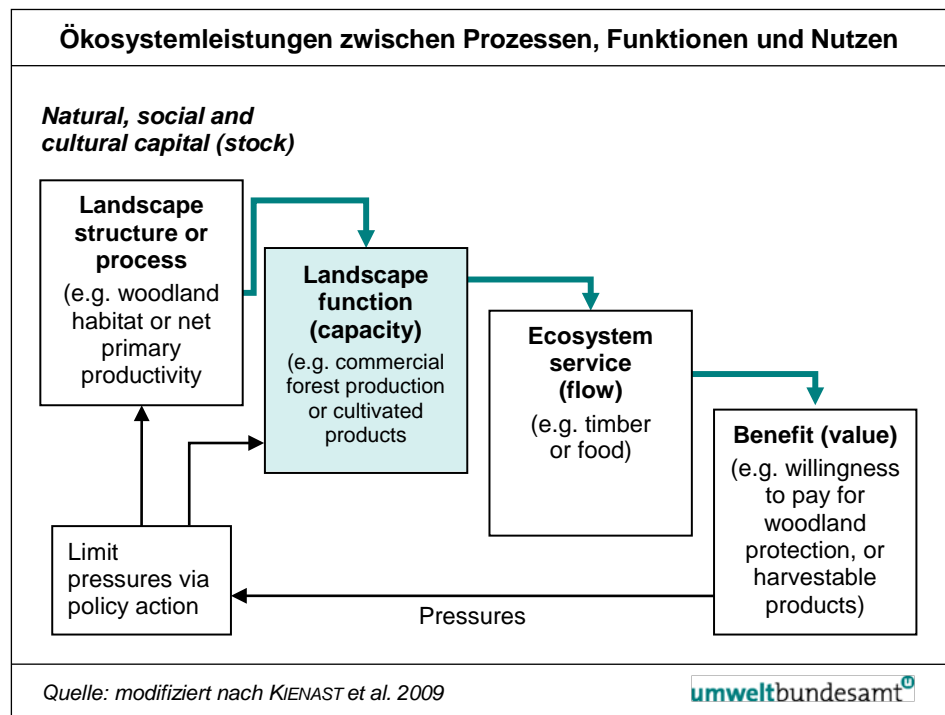 Ökosystemleistungen zwischen Prozessen, Funktionen und Nutzen
Natural, social and
cultural capital (stock)
Landscape
structure or
process
(e.g. woodland
habitat or net
primary
productivity
Landscape
function
(capacity)
(e.g. commercial
forest production
or cultivated
products
Ecosystem
service
(flow)
(e.g. timber
or food)
Benefit (value)
(e.g. willingness
to pay for
woodland
protection, or
harvestable
products)
Limit
pressures via
policy action
Pressures
Quelle: modifiziert nach KIENAST et al. 2009
umweltbundesamt